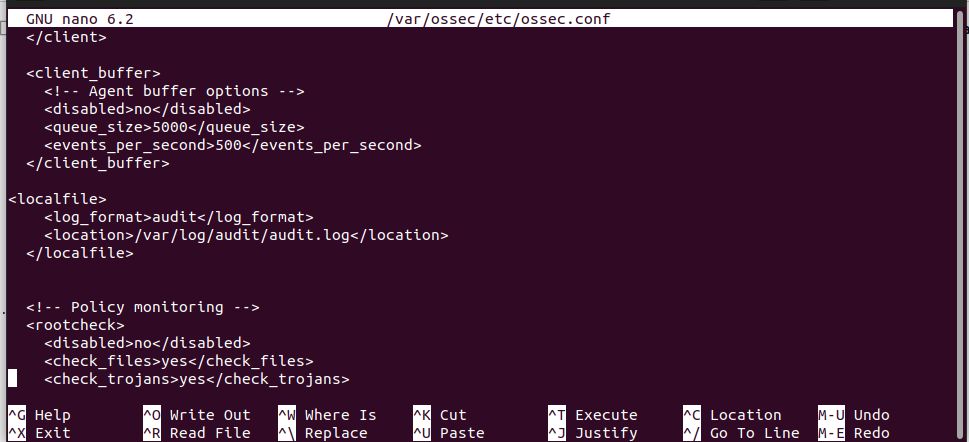 GNU nano 6.2 /var/ossec/etc/ossec.conf
</client>
<client_buffer>
<!-- Agent buffer options -->
<disabled>no</disabled>
<queue_size>5000</queue_size>
<events_per_second>500</events_per_second>
</client_buffer>
<localfile>
<log_format>audit</log_format>
<location>/var/log/audit/audit.log</location>
</localfile>
<!-- Policy monitoring -->
<rootcheck>
<disabled>no</disabled>
<check_files>yes</check_files>
<check_trojans>yes</check_trojans>
^G Help ^O Write Out ^W Where Is ^K Cut ^T Execute ^C Location M-U Undo
^X Exit ^R Read File ^\ Replace ^U Paste ^J Justify ^/ Go To Line M-E Redo